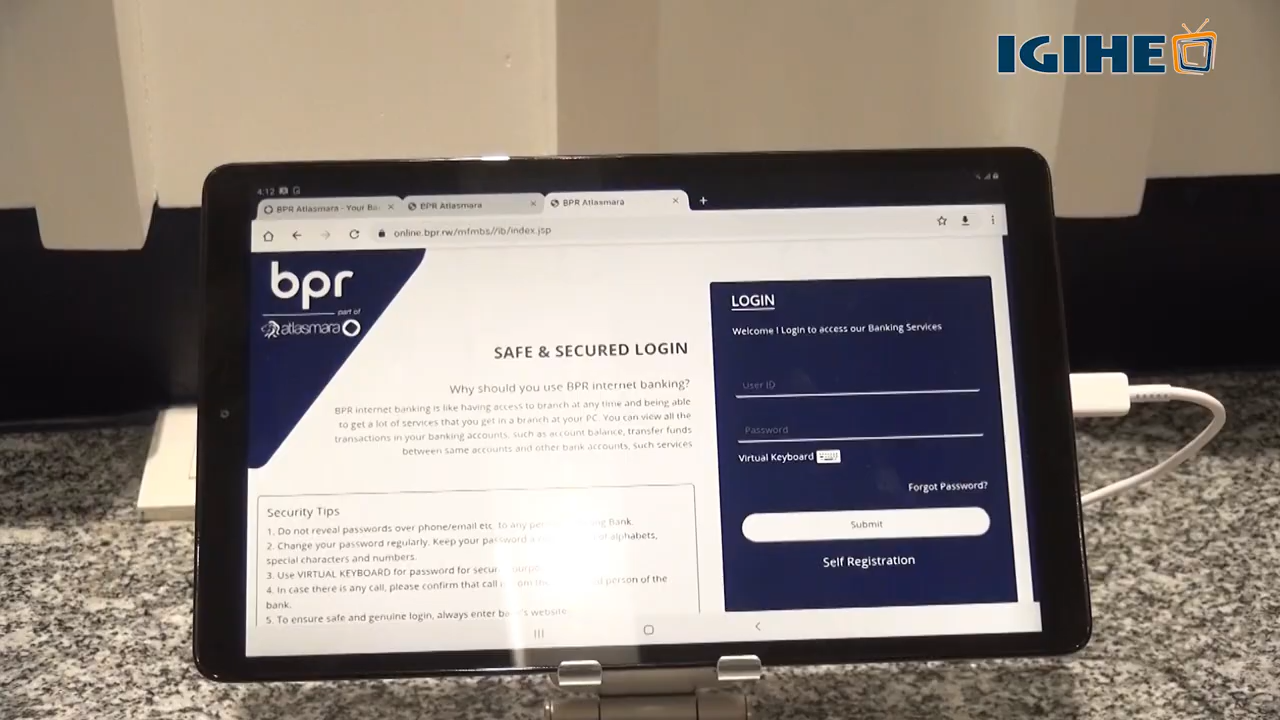 IGIHE
4:12
BPR Atlasmara - Your Ba
BPR Atlasmara
BPR Atlasmara
online.bpr.rw/mfmbs//ib/index.jsp
bpr
part of
atlasmara
SAFE & SECURED LOGIN
Why should you use BPR internet banking?
BPR internet banking is like having access to branch at any time and being able
to get a lot of services that you get in a branch at your PC. You can view all the
transactions in your banking accounts, such as account balance, transfer funds
between same accounts and other bank accounts, such services
Security Tips
1. Do not reveal passwords over phone/email etc. to any Bank.
2. Change your password regularly. Keep your password a of alphabets,
special characters and numbers.
3. Use VIRTUAL KEYBOARD for password for
4. In case there is any call, please confirm that call person of the
bank.
5. To ensure safe and genuine login, always enter website
LOGIN
Welcome ! Login to access our Banking Services
User ID
Password
Virtual Keyboard
Forgot Password?
Submit
Self Registration